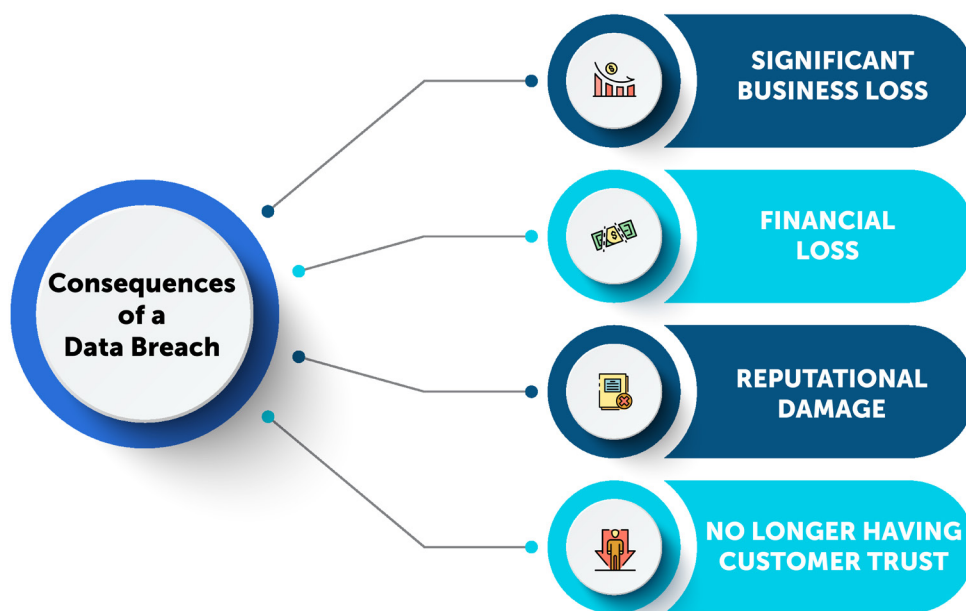 Consequences
of a
Data Breach
SIGNIFICANT
BUSINESS LOSS
FINANCIAL
LOSS
REPUTATIONAL
DAMAGE
NO LONGER HAVING
CUSTOMER TRUST